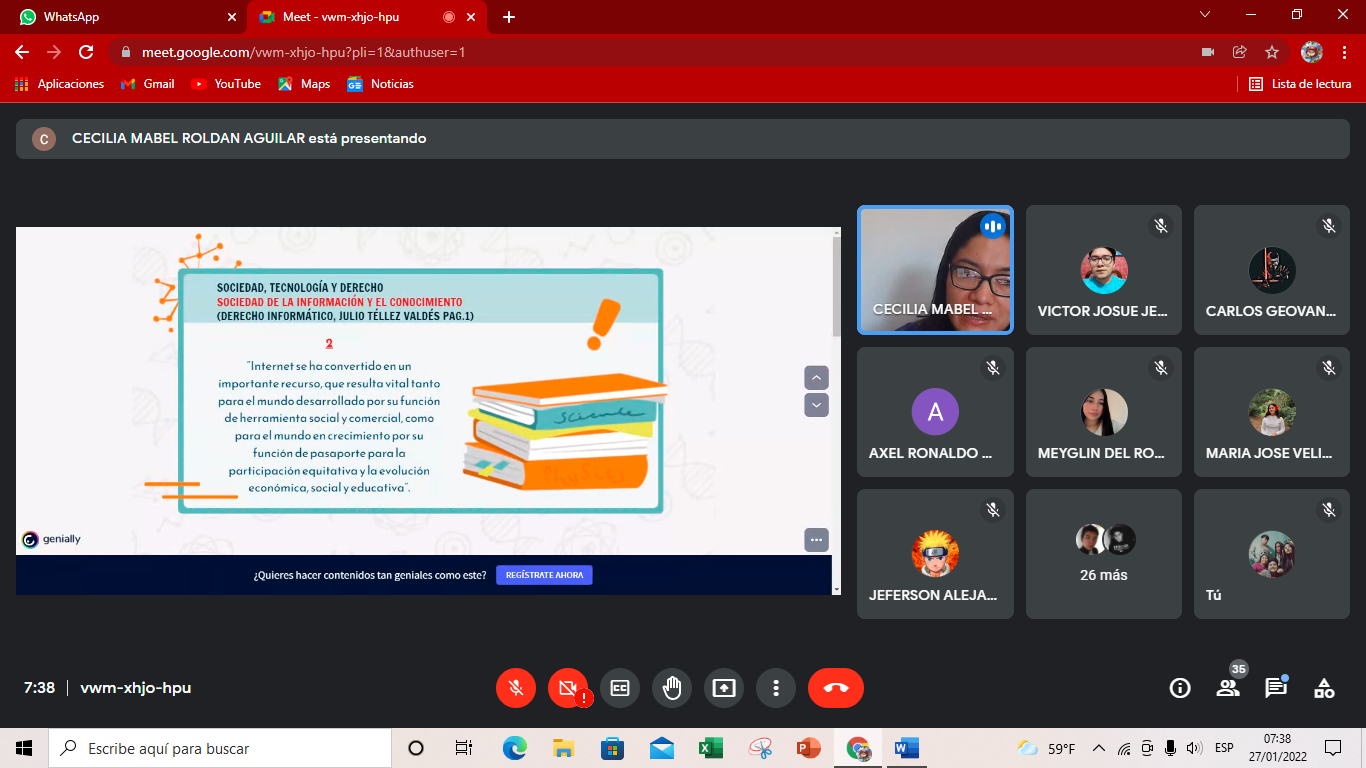 WhatsApp
Meet - vwm-xhjo-hpu
meet.google.com/vwm-xhjo-hpu?pli=1&authuser=1
Aplicaciones
Gmail
YouTube
Maps
Noticias
Lista de lectura
C
CECILIA MABEL ROLDAN AGUILAR está presentando
SOCIEDAD, TECNOLOGÍA Y DERECHO
SOCIEDAD DE LA INFORMACIÓN Y EL CONOCIMIENTO
(DERECHO INFORMÁTICO, JULIO TÉLLEZ VALDÉS PAG.1)
2
"Internet se ha convertido en un
importante recurso, que resulta vital tanto
para el mundo desarrollado por su función
de herramienta social y comercial, como
para el mundo en crecimiento por su
función de pasaporte para la
participación equitativa y la evolución
económica, social y educativa".
Science
Physics
genially
¿Quieres hacer contenidos tan geniales como este?
REGÍSTRATE AHORA
CECILIA MABEL ...
VICTOR JOSUE JE...
CARLOS GEOVAN...
A
AXEL RONALDO ...
MEYGLIN DEL RO...
MARIA JOSE VELI...
JEFERSON ALEJA...
26 más
Tú
7:38 | vwm-xhjo-hpu
CC
35
Escribe aquí para buscar
59°F
ESP
07:38
27/01/2022